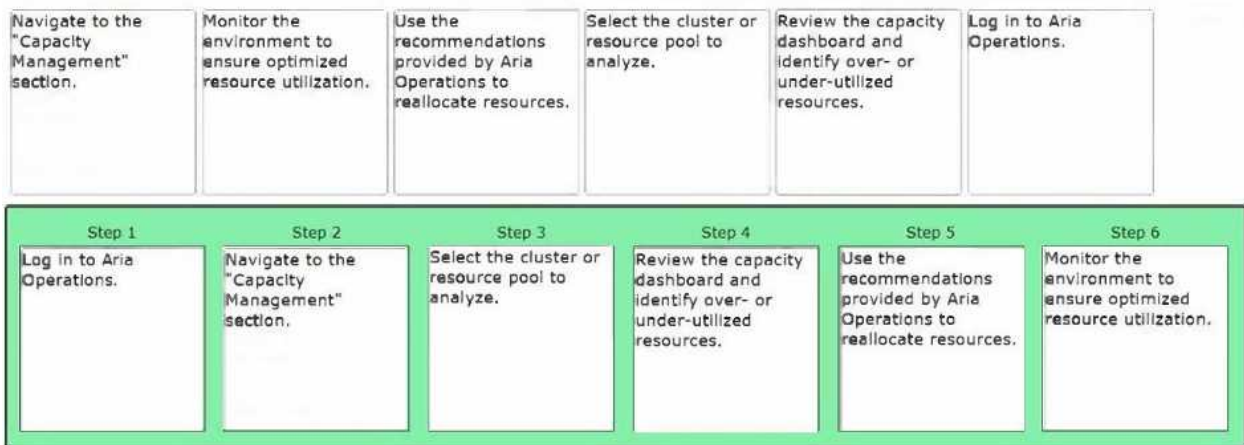 Navigate to the
"Capacity
Management"
section.
Monitor the
environment to
ensure optimized
resource utilization.
Use the
recommendations
provided by Aria
Operations to
reallocate resources.
Select the cluster or
resource pool to
analyze.
Review the capacity
dashboard and
identify over- or
under-utilized
resources.
Log in to Aria
Operations.
Step 1
Log in to Aria
Operations.
Step 2
Navigate to the
"Capacity
Management"
section.
Step 3
Select the cluster or
resource pool to
analyze.
Step 4
Review the capacity
dashboard and
identify over- or
under-utilized
resources.
Step 5
Use the
recommendations
provided by Aria
Operations to
reallocate resources.
Step 6
Monitor the
environment to
ensure optimized
resource utilization.